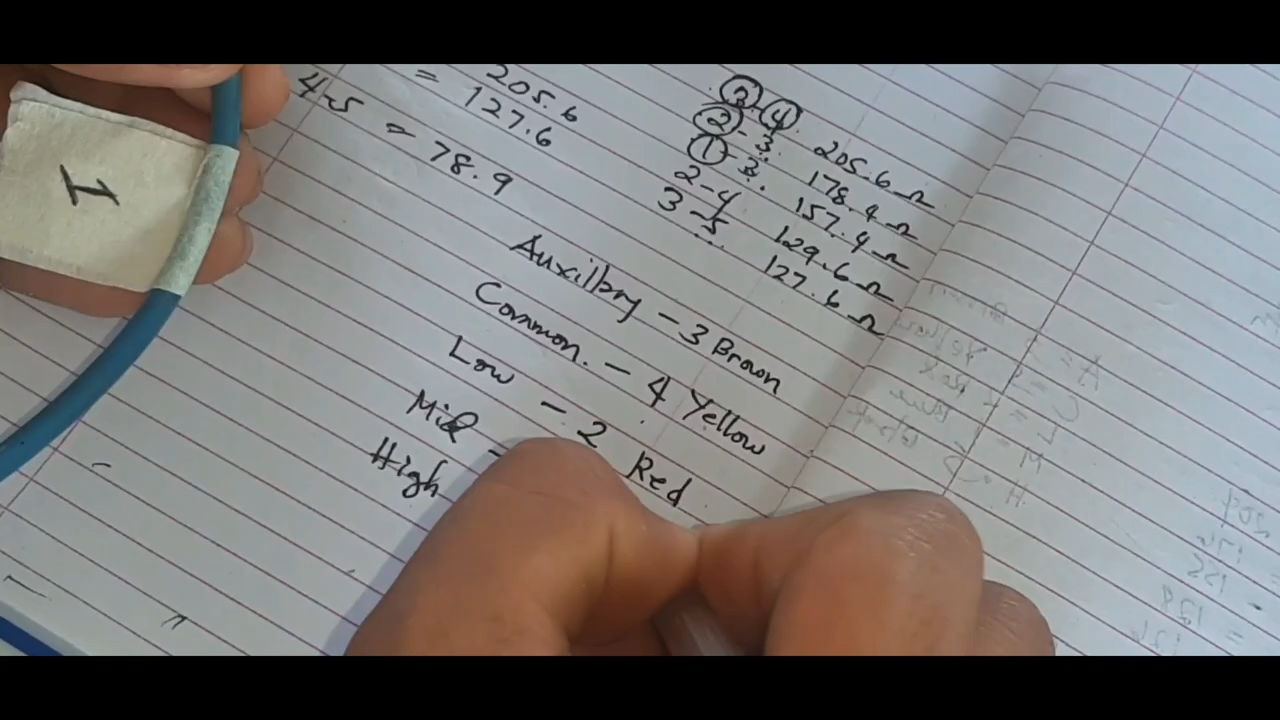 1
= 205.6
127.6
4-5 = 78.9
3-4 205.6 Ω
2-3. 178.4 Ω
1-3. 157.4 Ω
2-4 129.6 Ω
3-5 127.6 Ω
Auxillary - 3 Brown
Common. - 4 Yellow
Low - 2 Red
Mid -
High